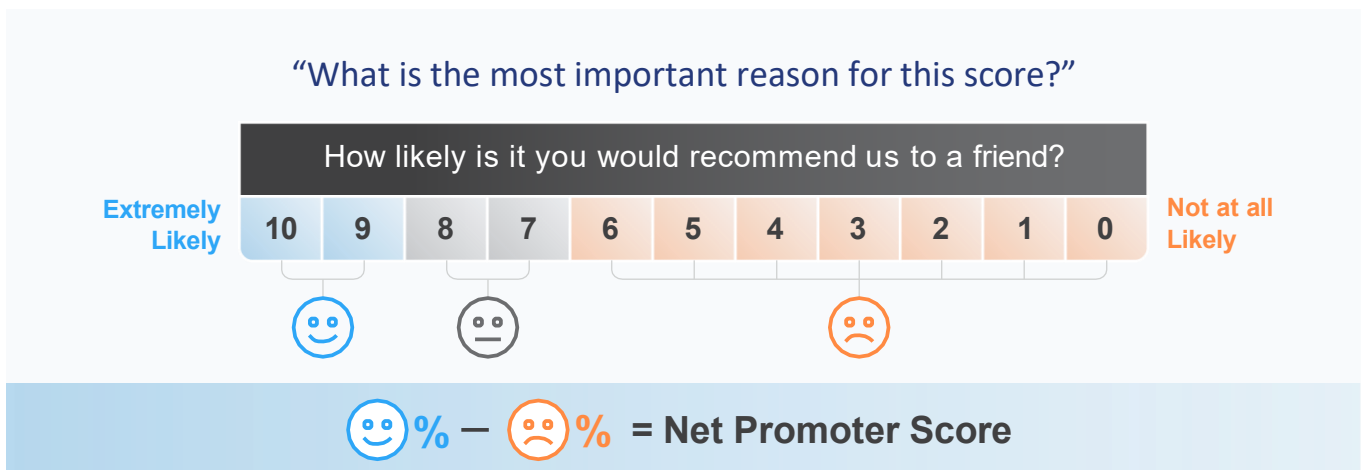 “What is the most important reason for this score?”
How likely is it you would recommend us to a friend?
Extremely
Likely
10 9 8 7 6 5 4 3 2 1 0
Not at all
Likely
% – % = Net Promoter Score